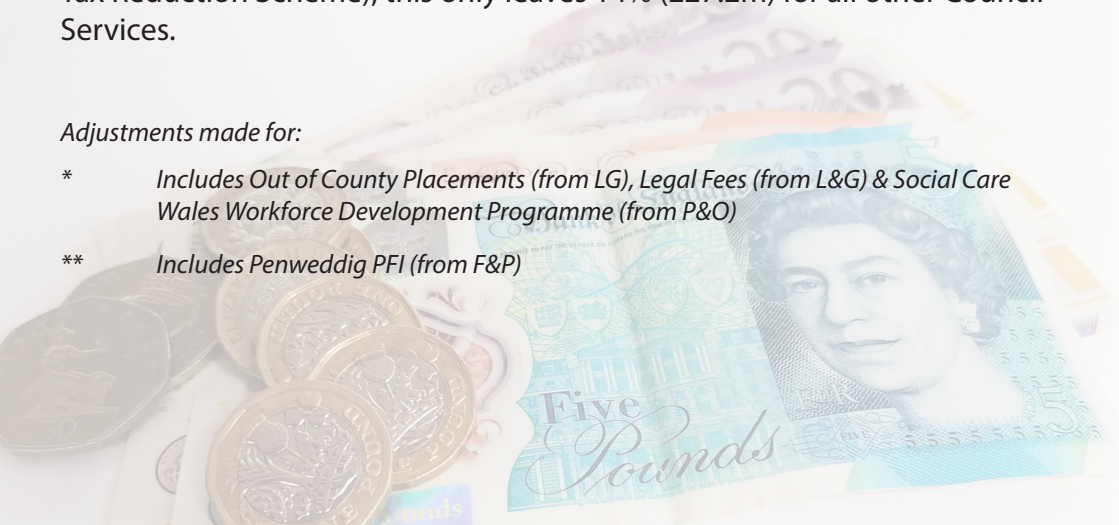 Services.
Adjustments made for:
* Includes Out of County Placements (from LG), Legal Fees (from L&G) & Social Care
Wales Workforce Development Programme (from P&O)
** Includes Penweddig PFI (from F&P)
Five
Pounds